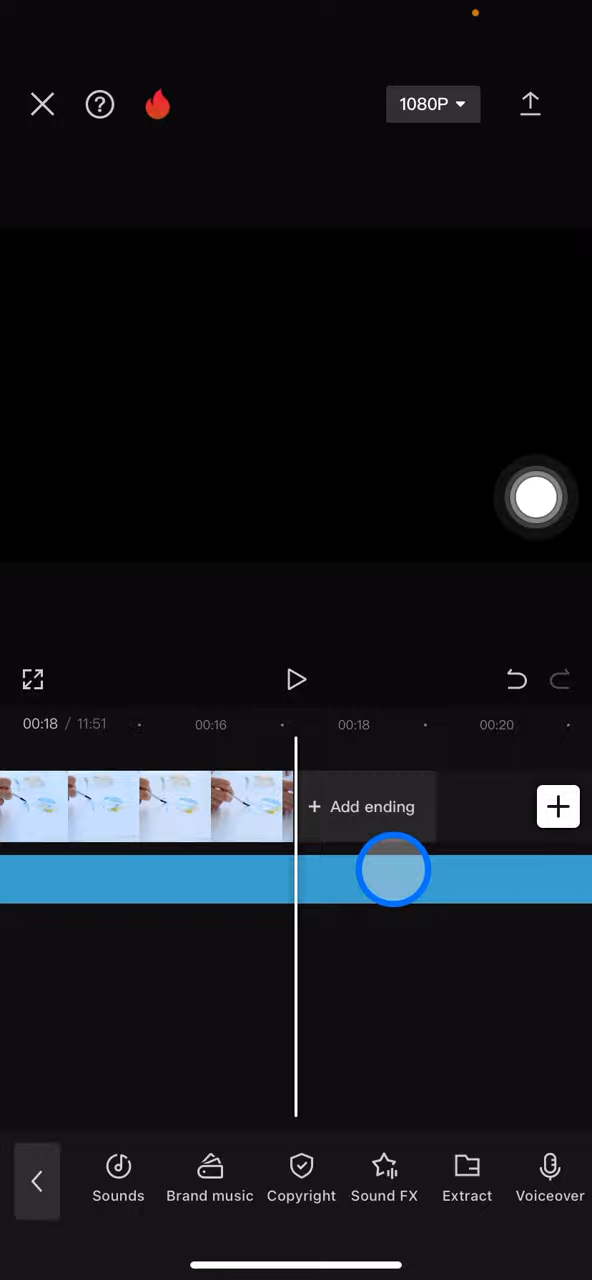 1080P
00:18 / 11:51
00:16
00:18
00:20
+ Add ending
Sounds
Brand music
Copyright
Sound FX
Extract
Voiceover